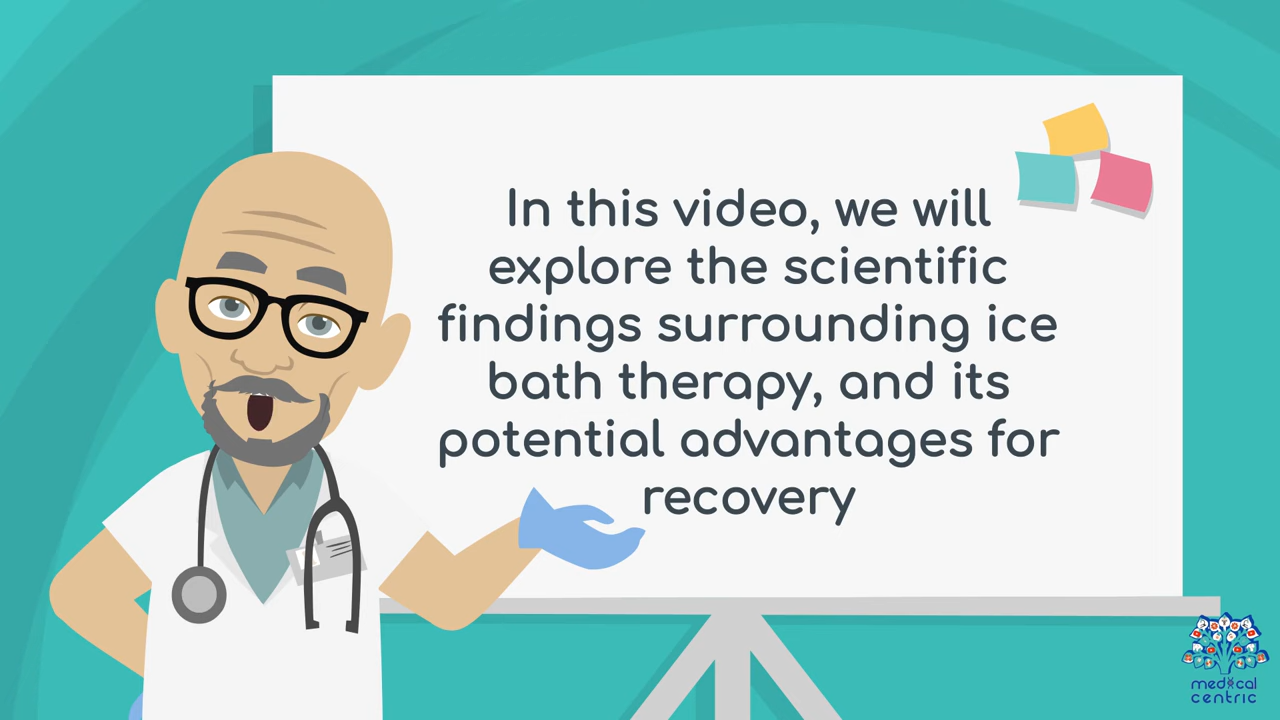 In this video, we will
explore the scientific
findings surrounding ice
bath therapy, and its
potential advantages for
recovery
medical
centric